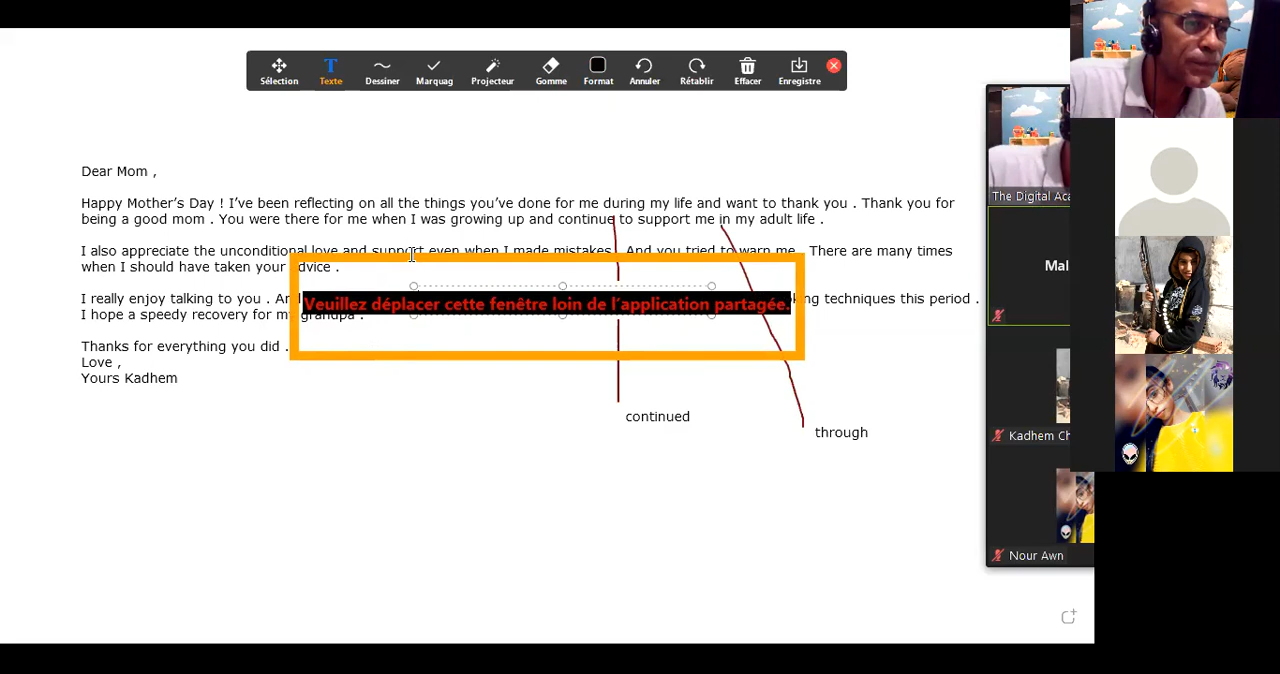 Sélection Texte Dessiner Marquag Projecteur Gomme Format Annuler Rétablir Effacer Enregistre
Dear Mom ,
Happy Mother's Day ! I've been reflecting on all the things you've done for me during my life and want to thank you . Thank you for
being a good mom . You were there for me when I was growing up and continue to support me in my adult life .
I also appreciate the unconditional love and support even when I made mistakes . And you tried to warn me . There are many times
when I should have taken your advice .
I really enjoy talking to you . And
Veuillez déplacer cette fenêtre loin de l'application partagée.
techniques this period .
I hope a speedy recovery for my grandpa .
Thanks for everything you did .
Love ,
Yours Kadhem
continued
through
The Digital Aca
Mal
Kadhem Ch
Nour Awn